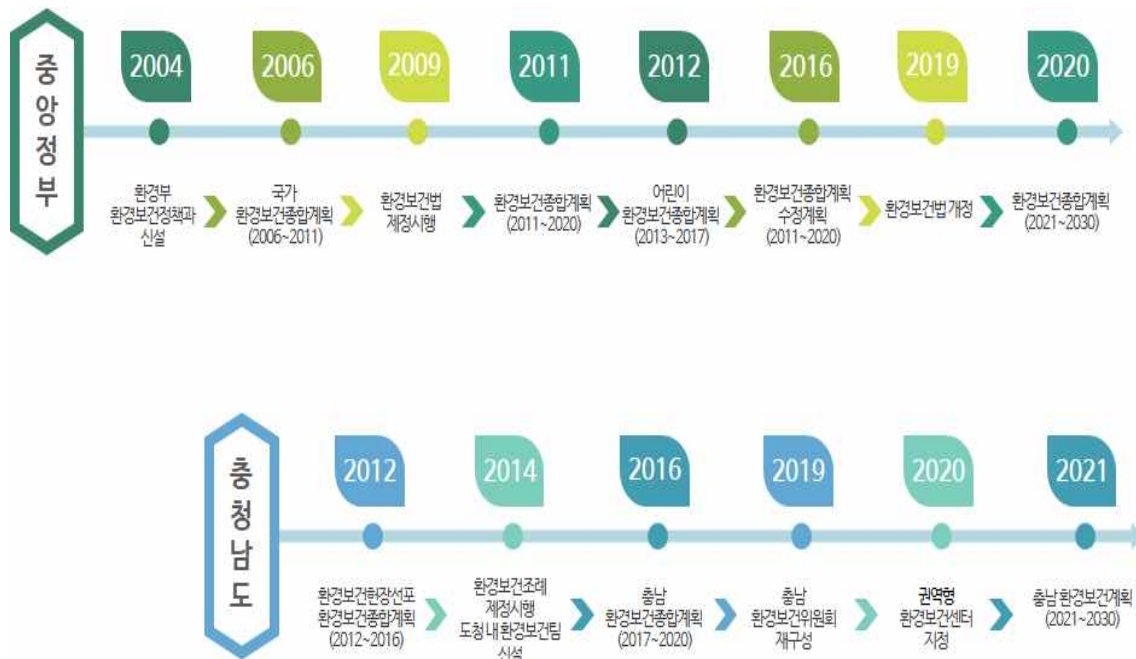 중앙정부
2004
2006
2009
2011
2012
2016
2019
2020
환경부
환경보건정책과
신설
국가
환경보건종합계획
(2006~2011)
환경보건법
제정시행
환경보건종합계획
(2011~2020)
어린이
환경보건종합계획
(2013~2017)
환경보건종합계획
수정계획
(2011~2020)
환경보건법 개정
환경보건종합계획
(2021~2030)
충청남도
2012
2014
2016
2019
2020
2021
환경보건헌장선포
환경보건종합계획
(2012~2016)
환경보건조례
제정시행
도청 내 환경보건팀
신설
충남
환경보건종합계획
(2017~2020)
충남
환경보건위원회
재구성
권역형
환경보건센터
지정
충남 환경보건계획
(2021~2030)